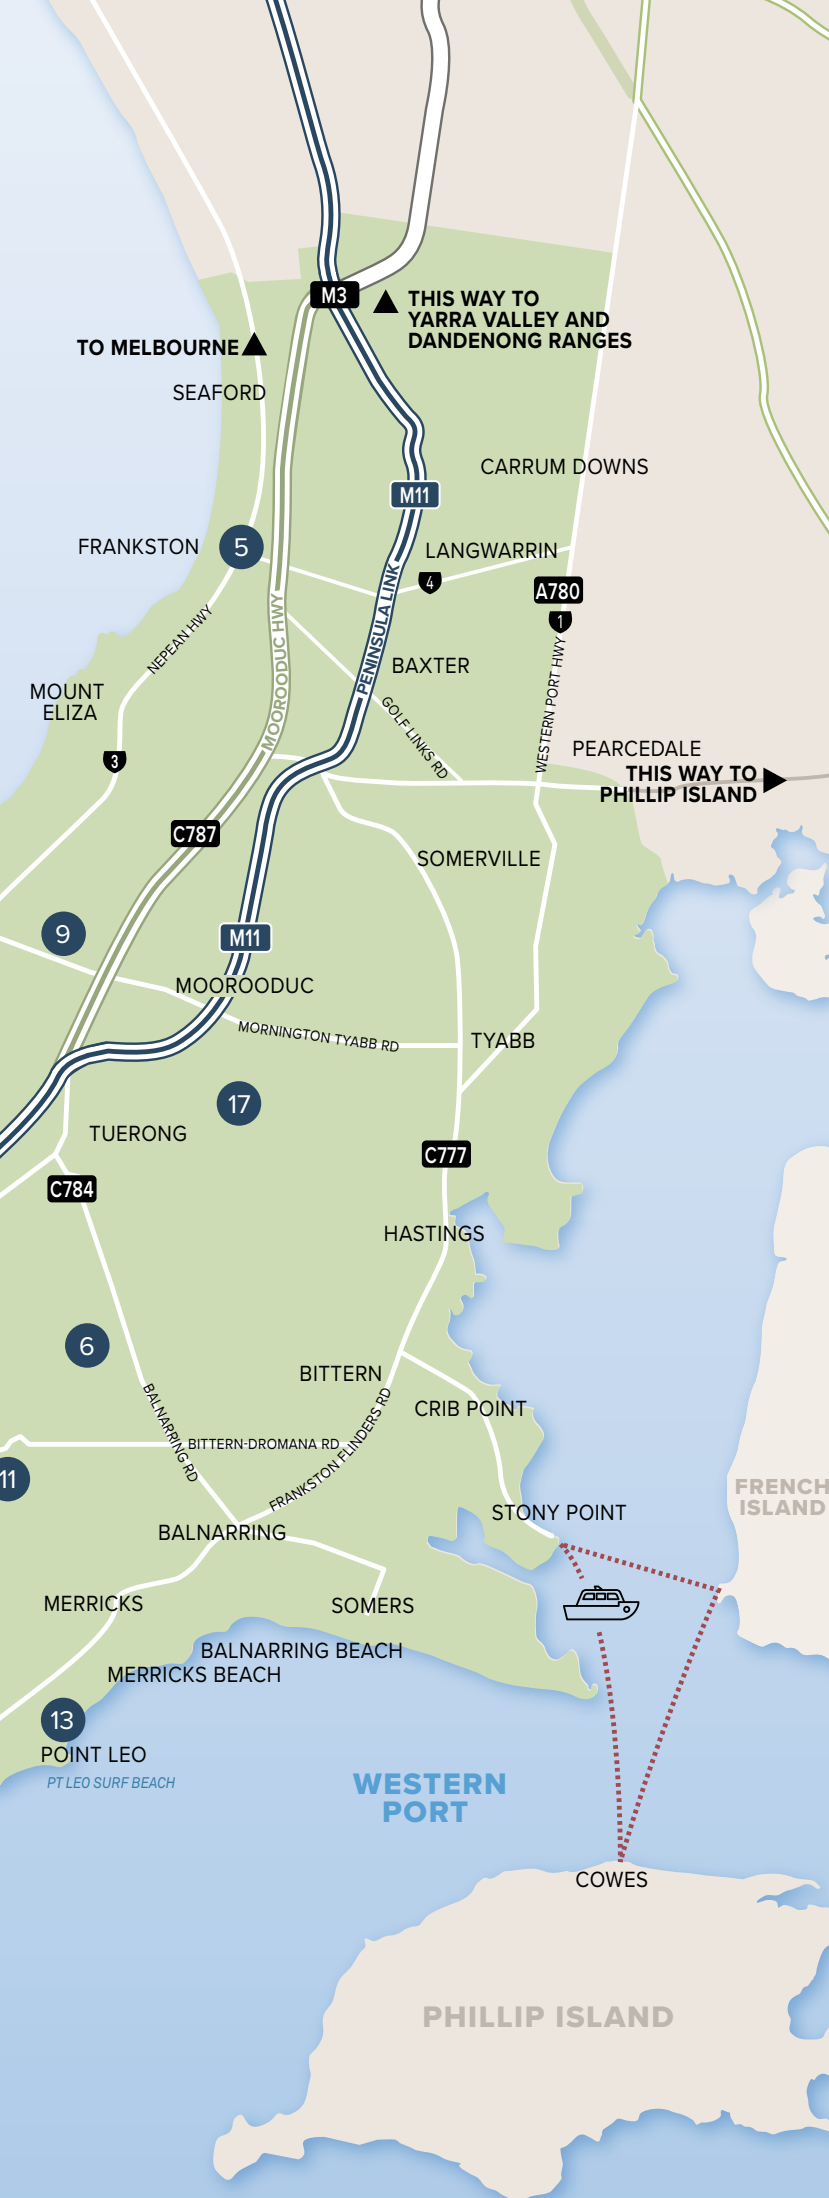 M3
THIS WAY TO
YARRA VALLEY AND
DANDENONG RANGES
TO MELBOURNE
SEAFORD
CARRUM DOWNS
M11
FRANKSTON
5
LANGWARRIN
4
A780
1
NEPEAN HWY
MOOROODUC HWY
PENINSULA LINK
WESTERN PORT HWY
BAXTER
MOUNT
ELIZA
GOLF LINKS RD
3
PEARCEDALE
THIS WAY TO
PHILLIP ISLAND
C787
SOMERVILLE
9
M11
MOOROODUC
MORNINGTON TYABB RD
TYABB
17
TUERONG
C777
C784
HASTINGS
6
BITTERN
CRIB POINT
BALNARRING RD
BITTERN-DROMANA RD
FRANKSTON FLINDERS RD
11
FRENCH
ISLAND
STONY POINT
BALNARRING
MERRICKS
SOMERS
BALNARRING BEACH
MERRICKS BEACH
13
POINT LEO
PT LEO SURF BEACH
WESTERN
PORT
COWES
PHILLIP ISLAND